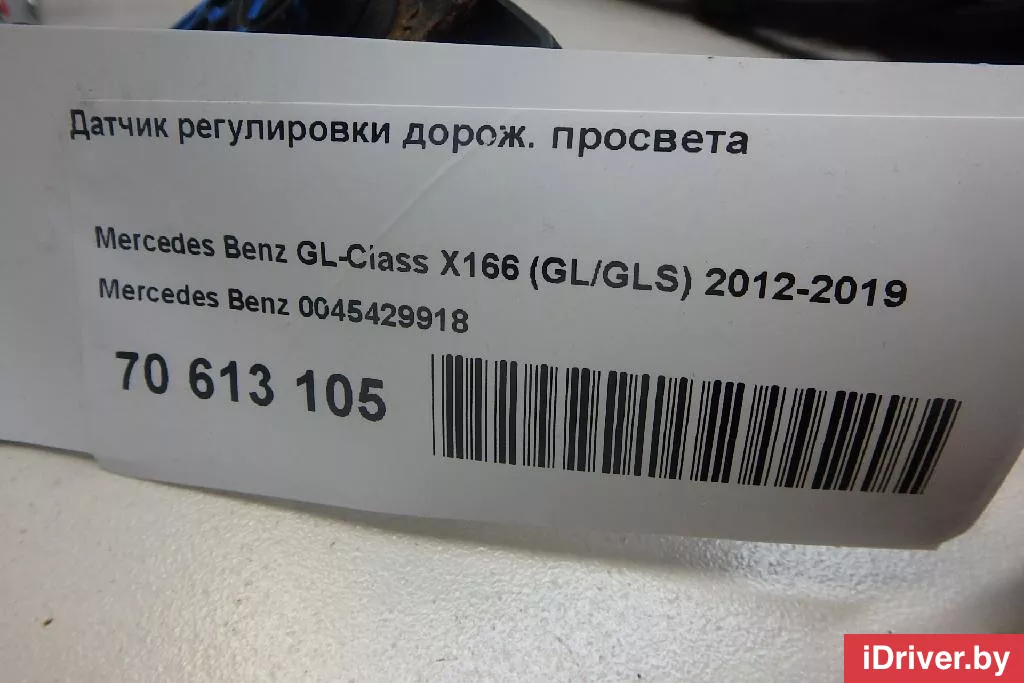 Датчик регулировки дорож. просвета
Mercedes Benz GL-Class X166 (GL/GLS) 2012-2019
Mercedes Benz 0045429918
70 613 105
iDriver.by